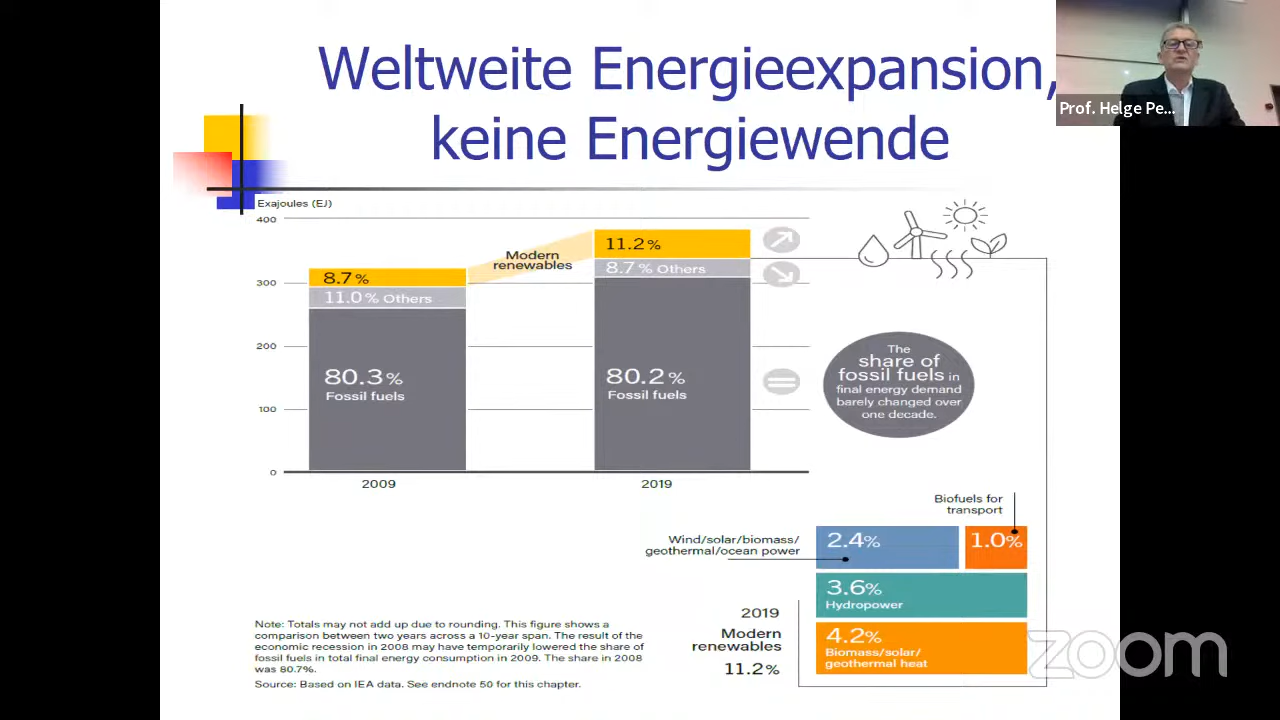 Weltweite Energieexpansion,
keine Energiewende
Prof. Helge Pe...
Exajoules (EJ)
400
300
200
100
0
8.7%
11.0% Others
80.3%
Fossil fuels
2009
Modern
renewables
11.2%
8.7% Others
80.2%
Fossil fuels
2019
The
share of
fossil fuels in
final energy demand
barely changed over
one decade.
Biofuels for
transport
Wind/solar/biomass/
geothermal/ocean power
2.4%
1.0%
3.6%
Hydropower
4.2%
Biomass/solar/
geothermal heat
2019
Modern
renewables
11.2%
Note: Totals may not add up due to rounding. This figure shows a
comparison between two years across a 10-year span. The result of the
economic recession in 2008 may have temporarily lowered the share of
fossil fuels in total final energy consumption in 2009. The share in 2008
was 80.7%.
Source: Based on IEA data. See endnote 50 for this chapter.
zoom